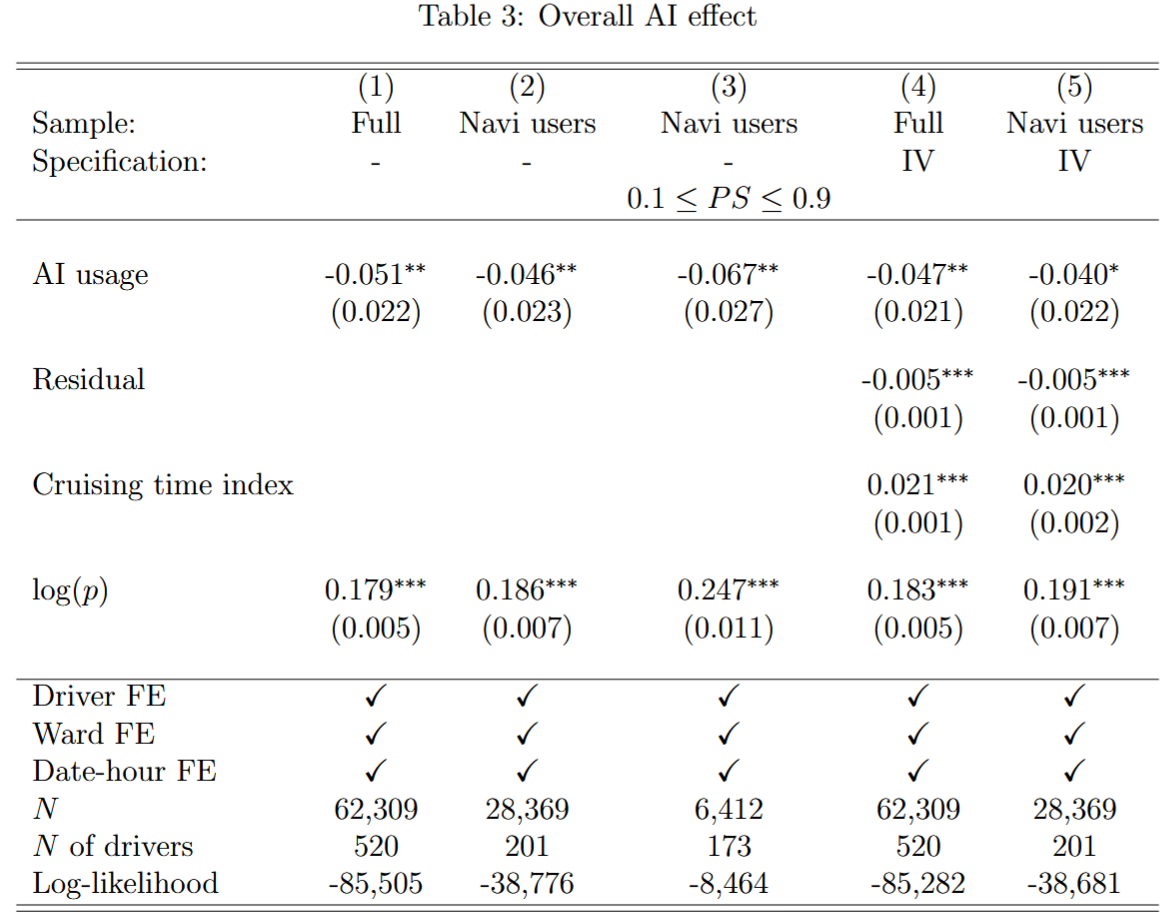 Table 3: Overall AI effect
(1) (2) (3) (4) (5)
Sample: Full Navi users Navi users Full Navi users
Specification: - - - IV IV
0.1 ≤ PS ≤ 0.9
AI usage -0.051** -0.046** -0.067** -0.047** -0.040*
(0.022) (0.023) (0.027) (0.021) (0.022)
Residual -0.005*** -0.005***
(0.001) (0.001)
Cruising time index 0.021*** 0.020***
(0.001) (0.002)
log(p) 0.179*** 0.186*** 0.247*** 0.183*** 0.191***
(0.005) (0.007) (0.011) (0.005) (0.007)
Driver FE ✓ ✓ ✓ ✓ ✓
Ward FE ✓ ✓ ✓ ✓ ✓
Date-hour FE ✓ ✓ ✓ ✓ ✓
N 62,309 28,369 6,412 62,309 28,369
N of drivers 520 201 173 520 201
Log-likelihood -85,505 -38,776 -8,464 -85,282 -38,681